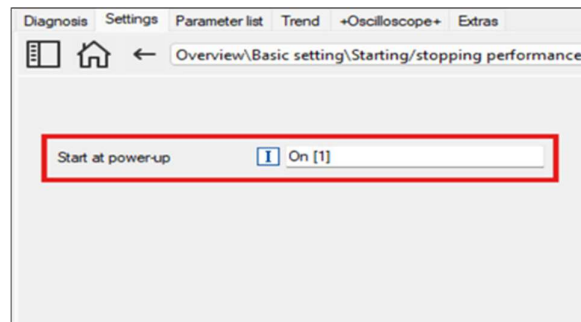 Diagnosis Settings Parameter list Trend +Oscilloscope+ Extras
Overview\Basic setting\Starting/stopping performance
Start at power-up I On [1]